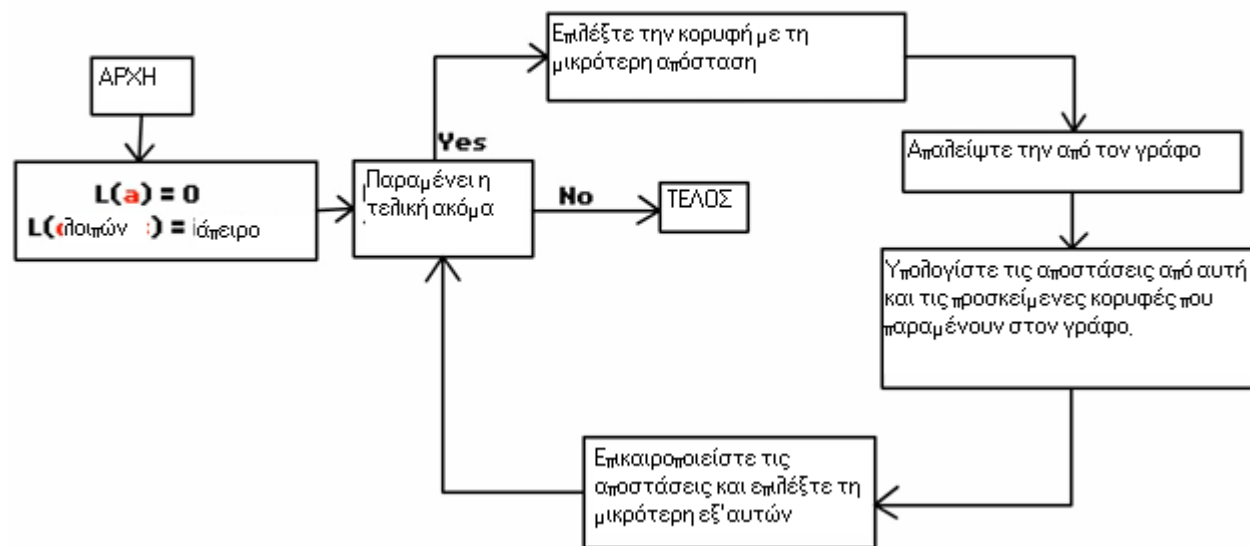 ΑΡΧΗ
L(a) = 0
L( λοιπών ) = άπειρο
Παραμένει η
τελική ακόμα
Yes
No
ΤΕΛΟΣ
Επιλέξτε την κορυφή με τη
μικρότερη απόσταση
Απαλείψτε την από τον γράφο
Υπολογίστε τις αποστάσεις από αυτή
και τις προσκείμενες κορυφές που
παραμένουν στον γράφο.
Επικαιροποιείστε τις
αποστάσεις και επιλέξτε τη
μικρότερη εξ'αυτών